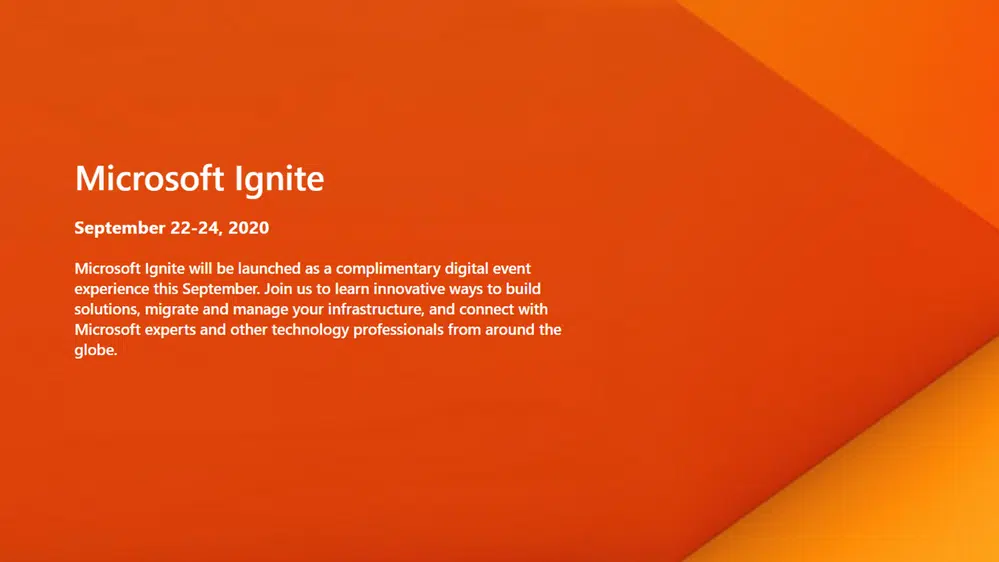 Microsoft Ignite
September 22-24, 2020
Microsoft Ignite will be launched as a complimentary digital event
experience this September. Join us to learn innovative ways to build
solutions, migrate and manage your infrastructure, and connect with
Microsoft experts and other technology professionals from around the
globe.